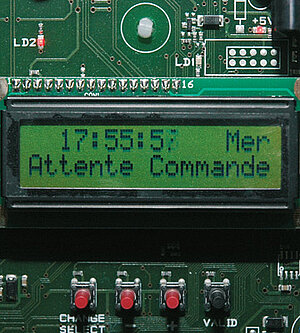 +5V
LD2
LD1
16
17:55:57 Mer
Attente Commande
CHANGE
SELECT
VALID